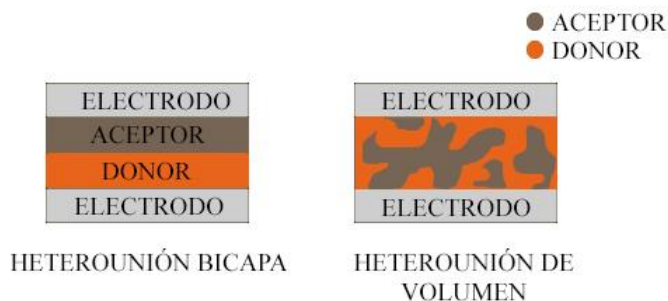 ACEPTOR
DONOR
ELECTRODO
ACEPTOR
DONOR
ELECTRODO
HETEROUNIÓN BICAPA
ELECTRODO
ELECTRODO
HETEROUNIÓN DE
VOLUMEN